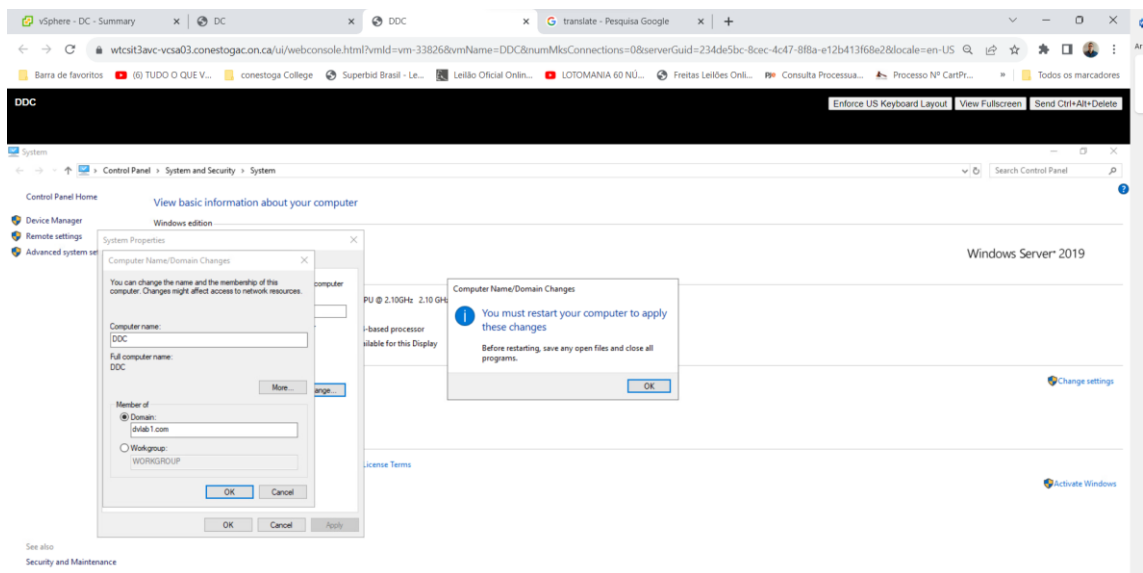 vSphere - DC - Summary
DC
DDC
translate - Pesquisa Google
wtcsit3avc-vcsa03.conestogac.on.ca/ui/webconsole.html?vmId=vm-33826&vmName=DDC&numMksConnections=0&serverGuid=234de5bc-8cec-4c47-8f8a-e12b413f68e2&locale=en-US
Barra de favoritos
(6) TUDO O QUE V...
conestoga College
Superbid Brasil - Le...
Leilão Oficial Onlin...
LOTOMANIA 60 NÚ...
Freitas Leilões Onli...
Consulta Processua...
Processo Nº CartPr...
»
Todos os marcadores
DDC
Enforce US Keyboard Layout
View Fullscreen
Send Ctrl+Alt+Delete
System
Control Panel > System and Security > System
Search Control Panel
Control Panel Home
Device Manager
Remote settings
Advanced system se
View basic information about your computer
Windows edition
Windows Server® 2019
System Properties
Computer Name/Domain Changes
You can change the name and the membership of this
computer. Changes might affect access to network resources.
Computer name:
DDC
Full computer name:
DDC
More...
Member of
Domain:
dvlab1.com
Workgroup:
WORKGROUP
OK
Cancel
OK
Cancel
Apply
computer
ange...
PU @ 2.10GHz 2.10 GH
-based processor
ilable for this Display
License Terms
Computer Name/Domain Changes
You must restart your computer to apply
these changes
Before restarting, save any open files and close all
programs.
OK
Change settings
Activate Windows
See also
Security and Maintenance